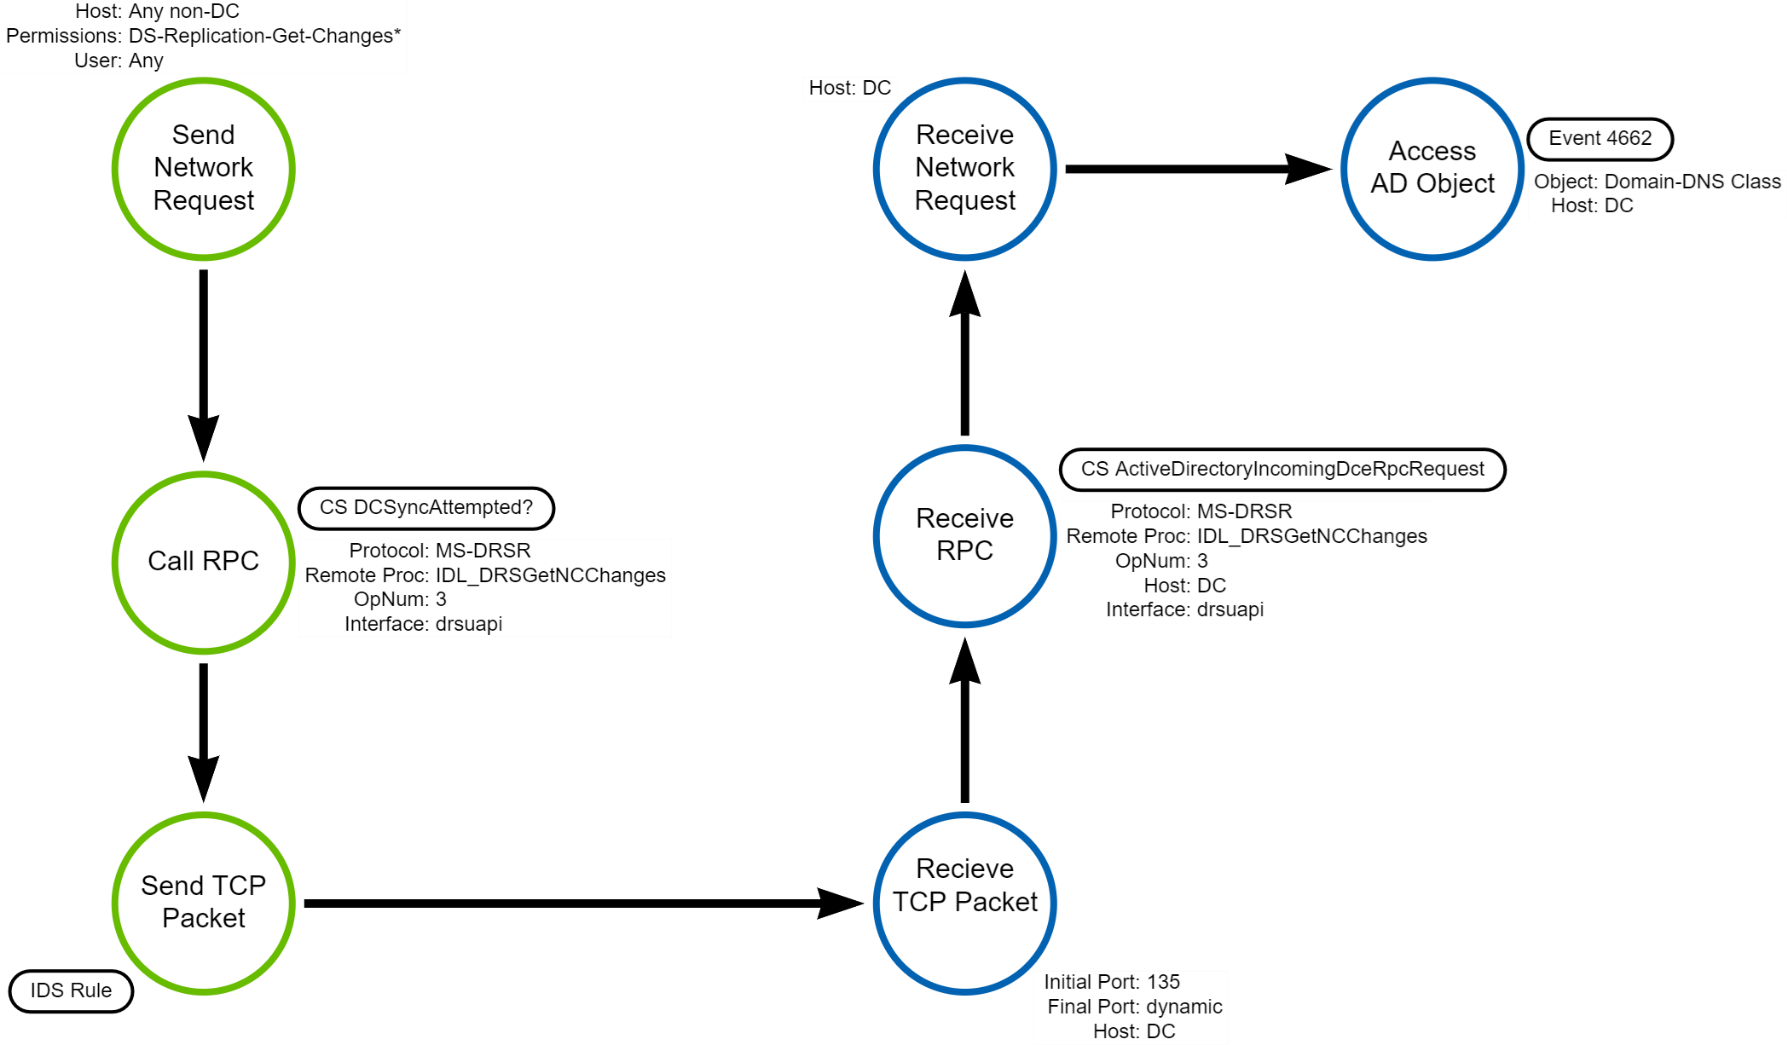 Host: Any non-DC
Permissions: DS-Replication-Get-Changes*
User: Any
Send
Network
Request
Call RPC
CS DCSyncAttempted?
Protocol: MS-DRSR
Remote Proc: IDL_DRSGetNCChanges
OpNum: 3
Interface: drsuapi
Send TCP
Packet
IDS Rule
Recieve
TCP Packet
Initial Port: 135
Final Port: dynamic
Host: DC
Receive
RPC
CS ActiveDirectoryIncomingDceRpcRequest
Protocol: MS-DRSR
Remote Proc: IDL_DRSGetNCChanges
OpNum: 3
Host: DC
Interface: drsuapi
Host: DC
Receive
Network
Request
Access
AD Object
Event 4662
Object: Domain-DNS Class
Host: DC